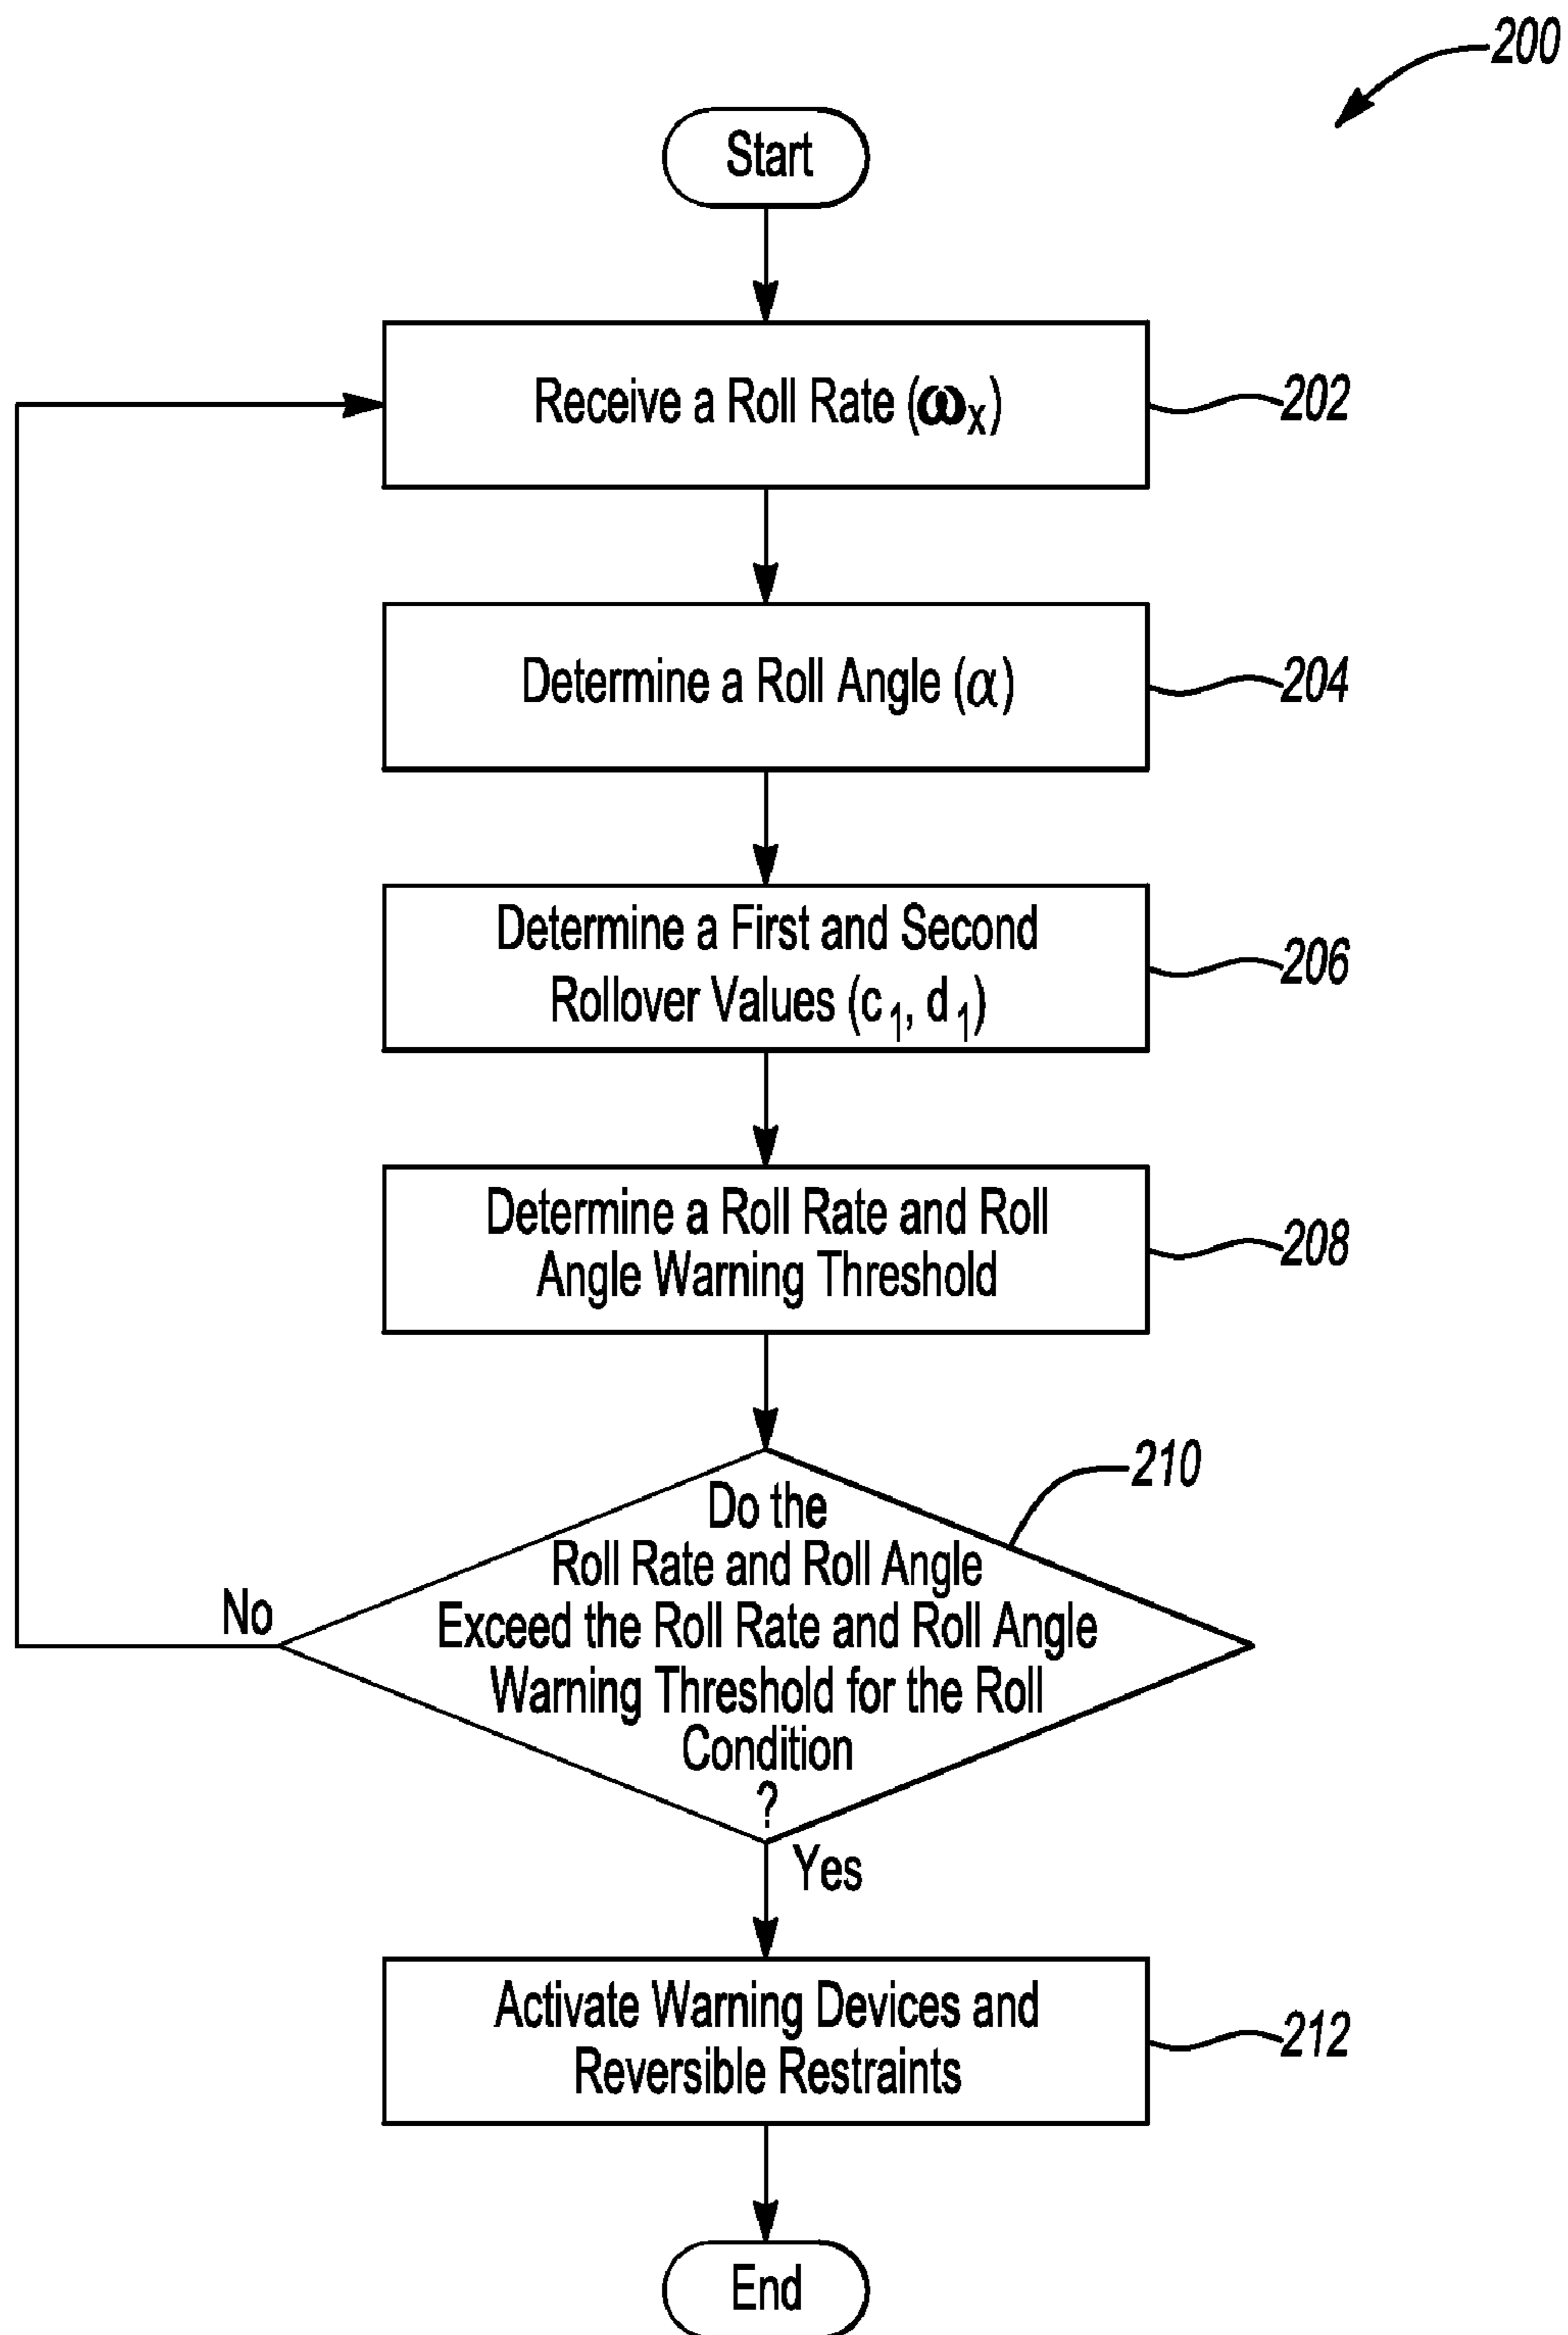 200
Start
Receive a Roll Rate (ωx)
202
Determine a Roll Angle (α)
204
Determine a First and Second
Rollover Values (c1, d1)
206
Determine a Roll Rate and Roll
Angle Warning Threshold
208
210
Do the
Roll Rate and Roll Angle
Exceed the Roll Rate and Roll Angle
Warning Threshold for the Roll
Condition
?
No
Yes
Activate Warning Devices and
Reversible Restraints
212
End